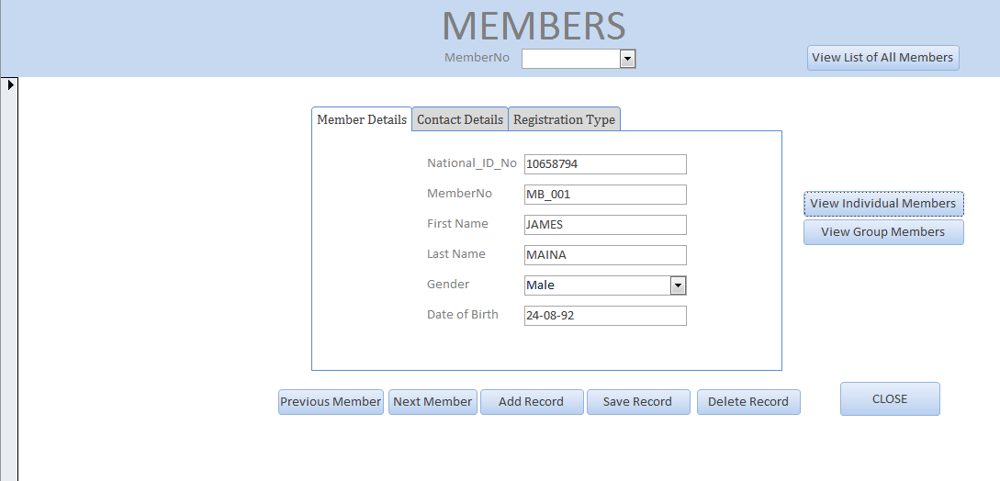 MEMBERS
MemberNo
View List of All Members
Member Details Contact Details Registration Type
National_ID_No 10658794
MemberNo MB_001
View Individual Members
First Name JAMES
View Group Members
Last Name MAINA
Gender Male
Date of Birth 24-08-92
Previous Member Next Member Add Record Save Record Delete Record CLOSE